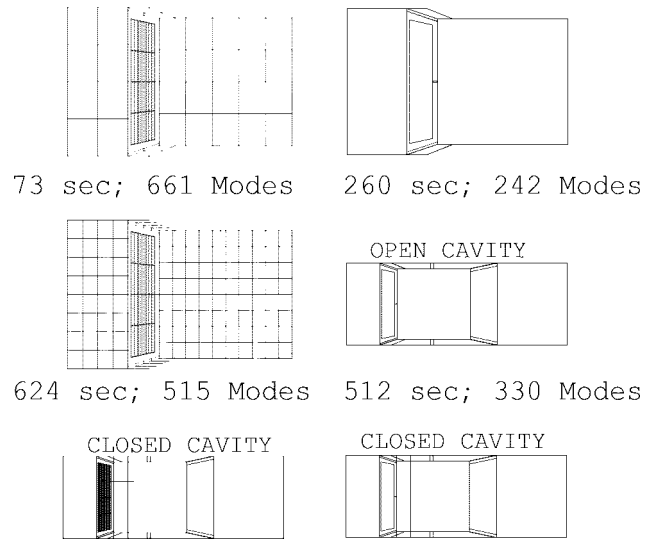 73 sec; 661 Modes
260 sec; 242 Modes
OPEN CAVITY
624 sec; 515 Modes
512 sec; 330 Modes
CLOSED CAVITY
CLOSED CAVITY